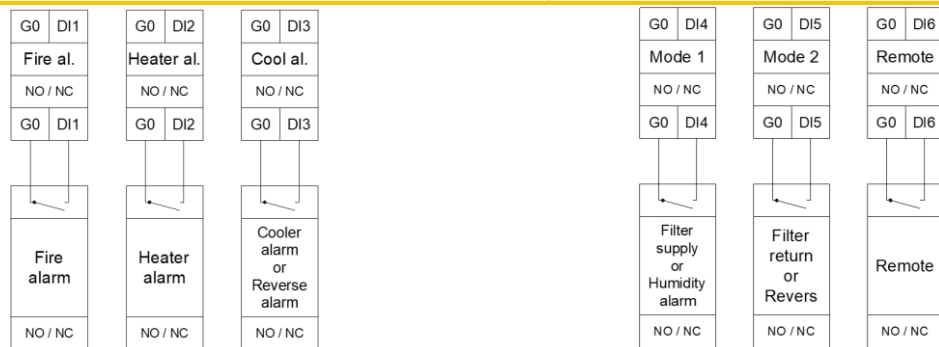 G0 DI1 G0 DI2 G0 DI3 G0 DI4 G0 DI5 G0 DI6
Fire al. Heater al. Cool al. Mode 1 Mode 2 Remote
NO / NC NO / NC NO / NC NO / NC NO / NC NO / NC
G0 DI1 G0 DI2 G0 DI3 G0 DI4 G0 DI5 G0 DI6
Fire
alarm
Heater
alarm
Cooler
alarm
or
Reverse
alarm
Filter
supply
or
Humidity
alarm
Filter
return
or
Revers
Remote
NO / NC NO / NC NO / NC NO / NC NO / NC NO / NC